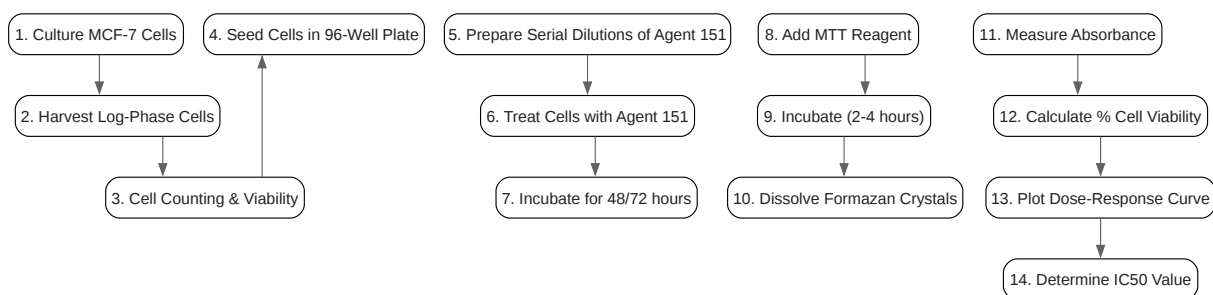 1. Culture MCF-7 Cells
2. Harvest Log-Phase Cells
3. Cell Counting & Viability
4. Seed Cells in 96-Well Plate
5. Prepare Serial Dilutions of Agent 151
6. Treat Cells with Agent 151
7. Incubate for 48/72 hours
8. Add MTT Reagent
9. Incubate (2-4 hours)
10. Dissolve Formazan Crystals
11. Measure Absorbance
12. Calculate % Cell Viability
13. Plot Dose-Response Curve
14. Determine IC50 Value